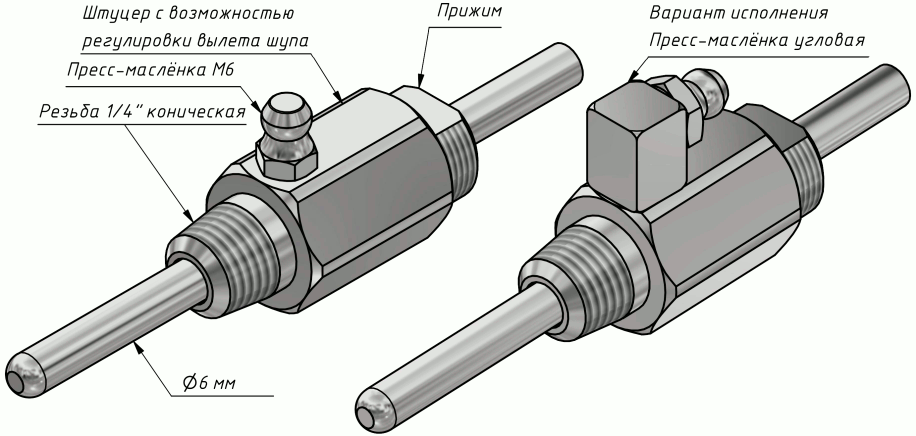 Штуцер с возможностью
регулировки вылета щупа
Пресс-маслёнка М6
Резьба 1/4" коническая
Прижим
Вариант исполнения
Пресс-маслёнка угловая
Ø6 мм